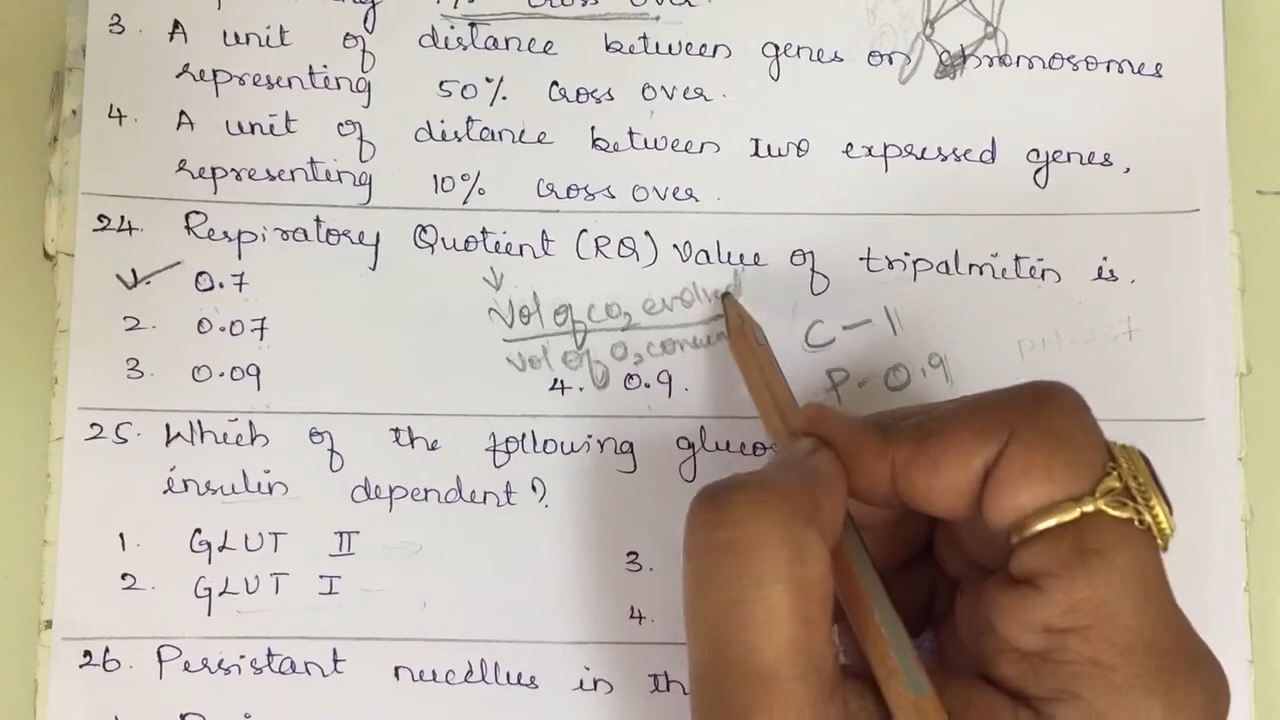 cross over.
3. A unit of distance between genes on chromosomes
representing 50% cross over.
4. A unit of distance between two expressed genes,
representing 10% cross over.
24. Respiratory Quotient (RQ) value of tripalmitin is.
1. 0.7
Vol of CO2 evolved
C - 1
2. 0.07
Vol of O2
3. 0.09
4. 0.9.
P - 0.9
25. Which of the following
insulin dependent?
1. GLUT II
3.
2. GLUT I
4.
26. Persistant nucellus in